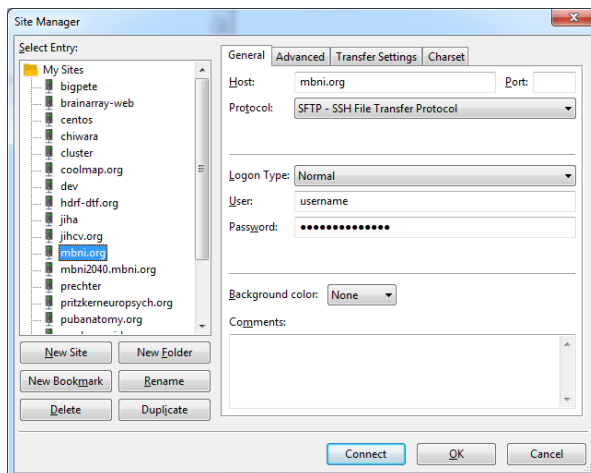 Site Manager
Select Entry:
My Sites
bigpete
brainarray-web
centos
chiwara
cluster
coolmap.org
dev
hdrf-dtf.org
jiha
jihcv.org
mbni.org
mbni2040.mbni.org
prechter
pritzkerneuropsych.org
pubanatomy.org
New Site New Folder
New Bookmark Rename
Delete Duplicate
General Advanced Transfer Settings Charset
Host: mbni.org Port:
Protocol: SFTP - SSH File Transfer Protocol
Logon Type: Normal
User: username
Password: ●●●●●●●●●●●●●●
Background color: None
Comments:
Connect OK Cancel